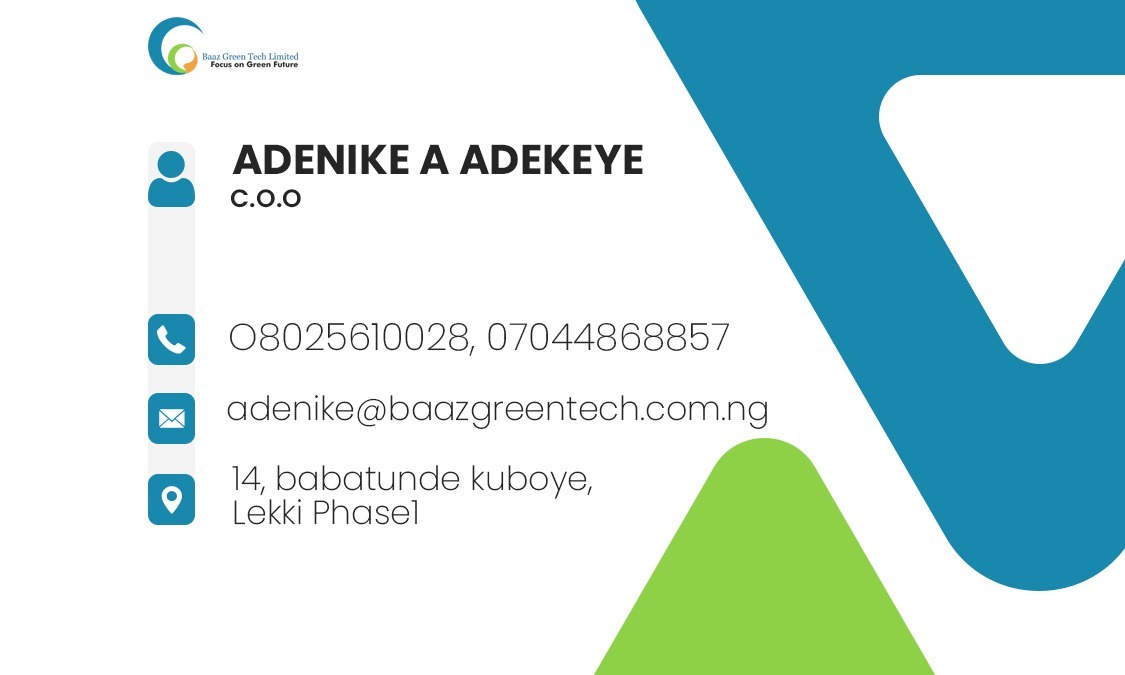 Baaz Green Tech Limited
Focus on Green Future
ADENIKE A ADEKEYE
C.O.O
O8025610028, 07044868857
adenike@baazgreentech.com.ng
14, babatunde kuboye,
Lekki Phase1